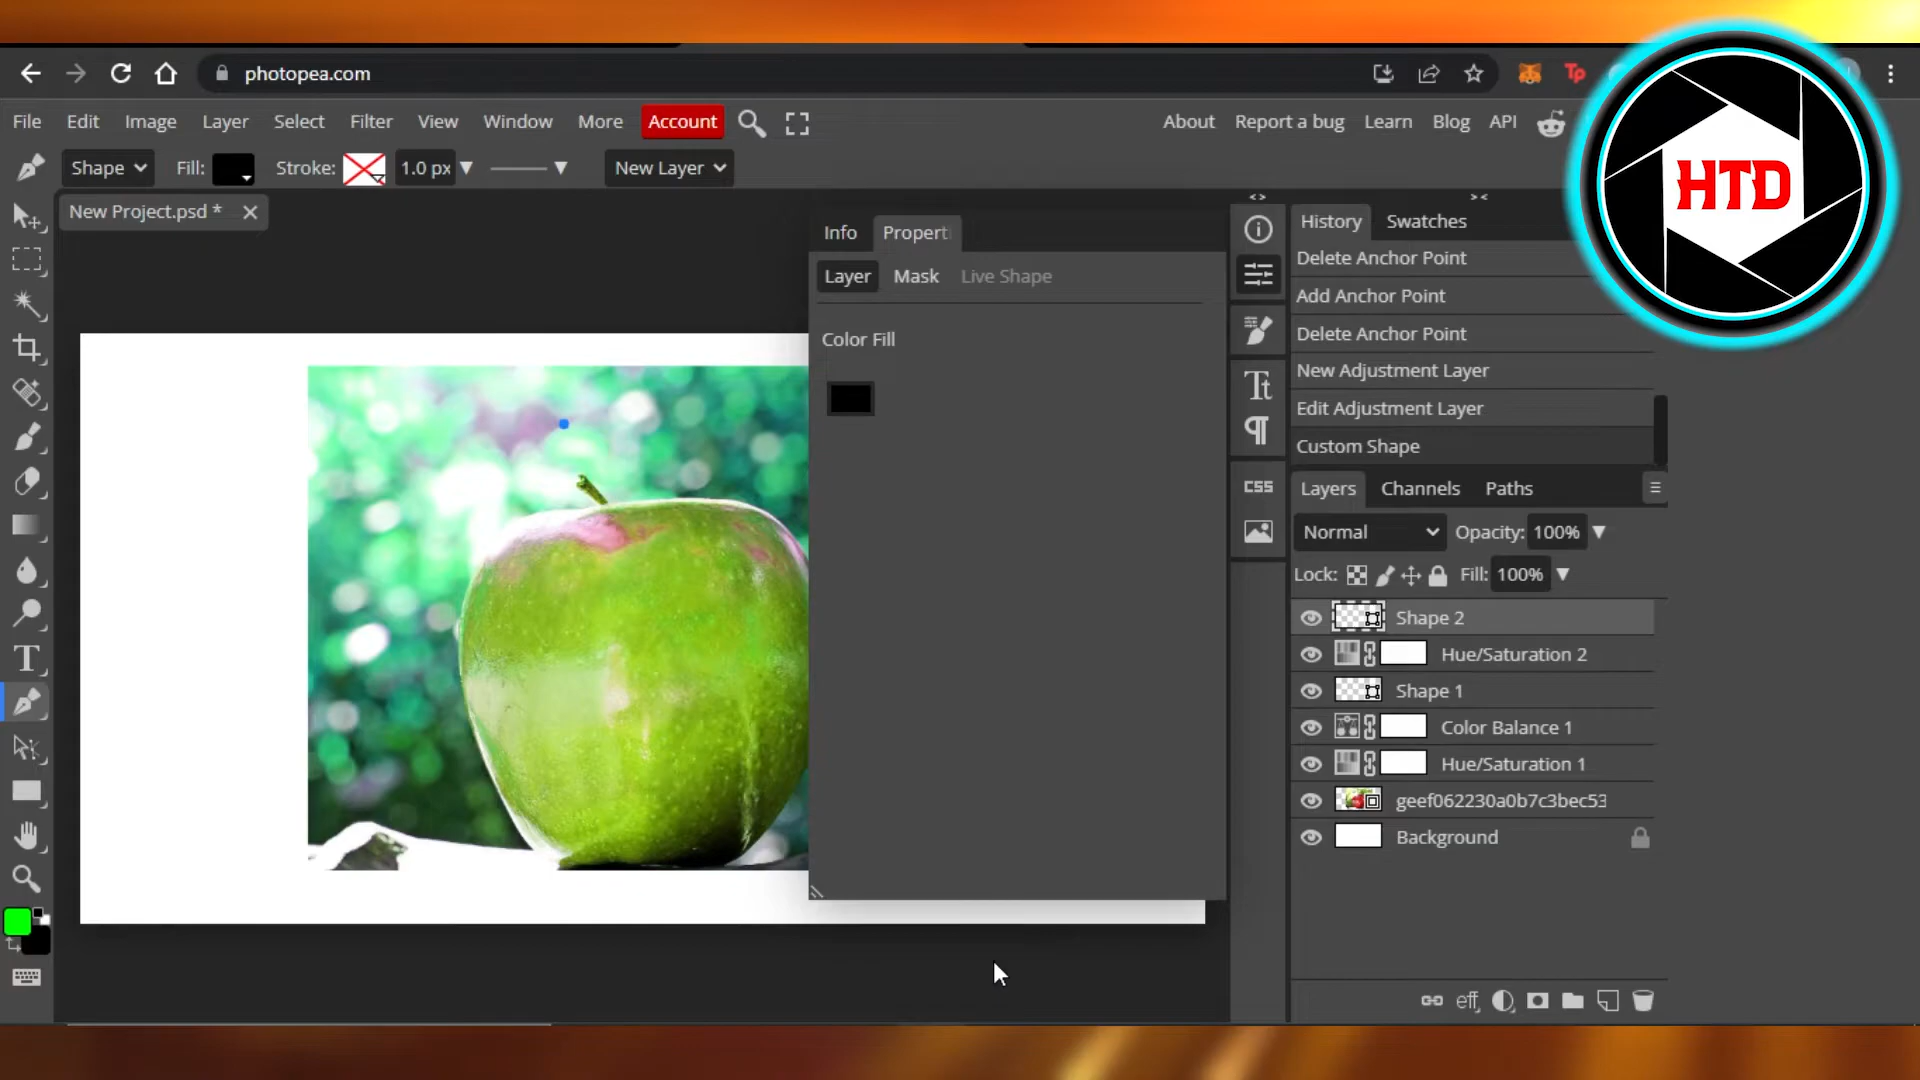 photopea.com
File Edit Image Layer Select Filter View Window More Account
About Report a bug Learn Blog API
Shape Fill: Stroke: 1.0 px New Layer
HTD
New Project.psd *
Info Propert
Layer Mask Live Shape
Color Fill
Tt
CSS
History Swatches
Delete Anchor Point
Add Anchor Point
Delete Anchor Point
New Adjustment Layer
Edit Adjustment Layer
Custom Shape
Layers Channels Paths
Normal Opacity: 100%
Lock: Fill: 100%
Shape 2
Hue/Saturation 2
Shape 1
Color Balance 1
Hue/Saturation 1
geef062230a0b7c3bec53
Background
eff